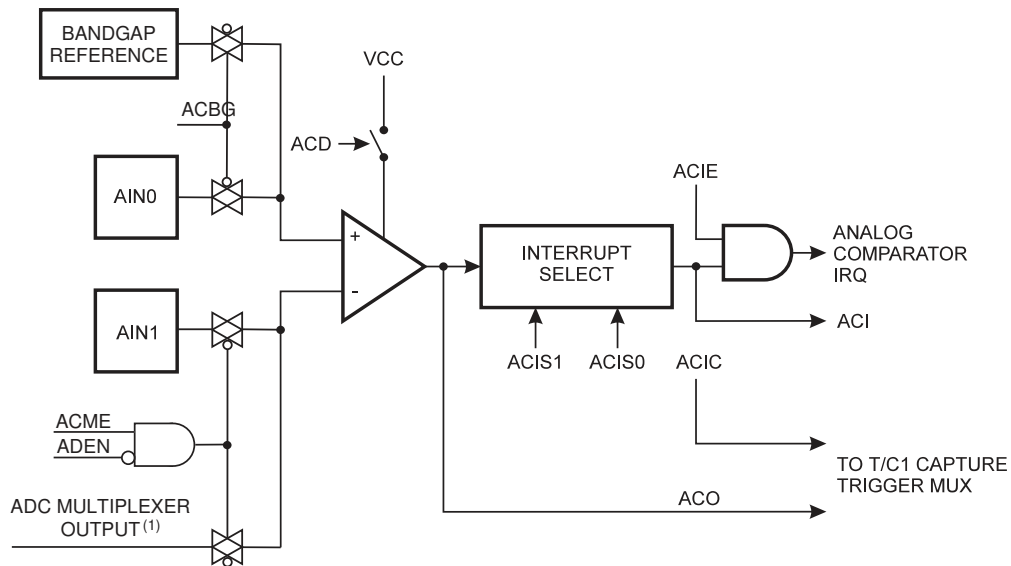 BANDGAP
REFERENCE
VCC
ACBG
ACD
AIN0
ACIE
+
INTERRUPT
SELECT
ANALOG
COMPARATOR
IRQ
-
AIN1
ACI
ACIS1
ACIS0
ACIC
ACME
ADEN
TO T/C1 CAPTURE
TRIGGER MUX
ACO
ADC MULTIPLEXER
OUTPUT(1)